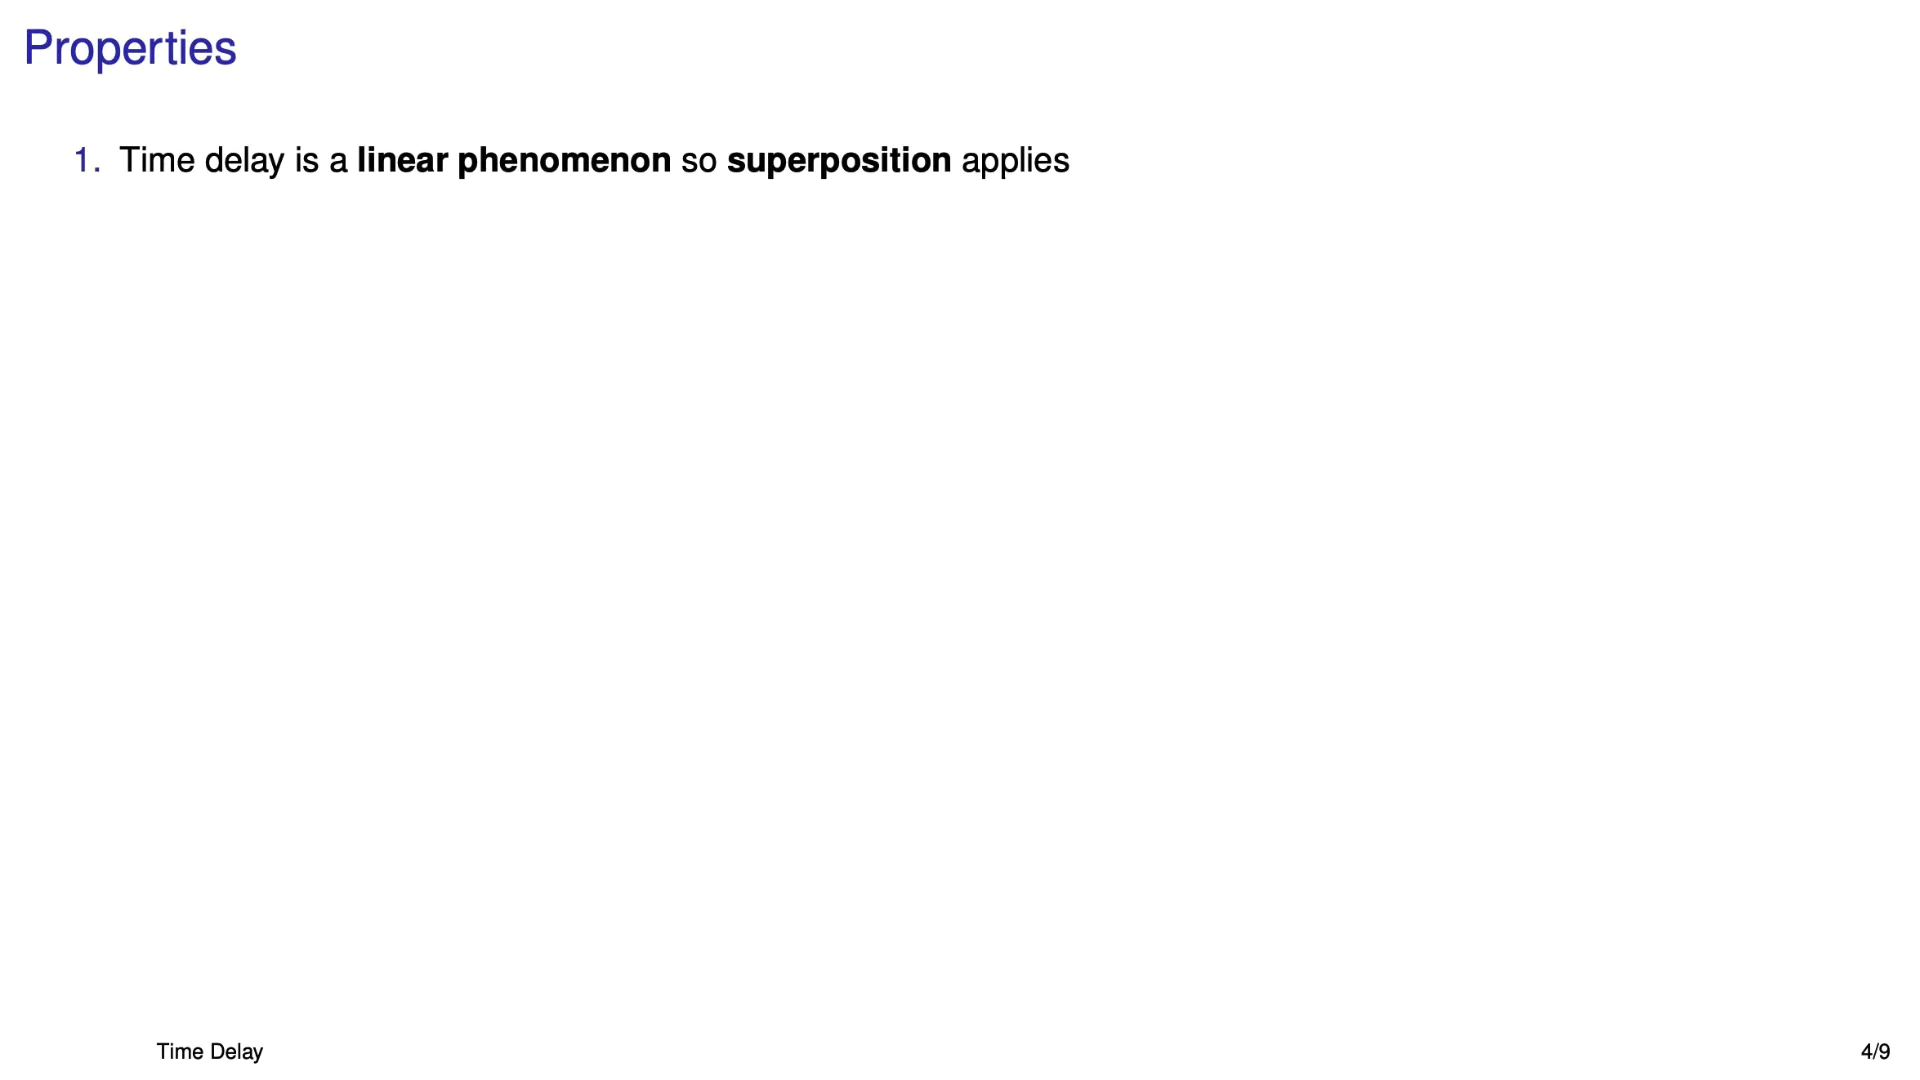 Properties
1. Time delay is a linear phenomenon so superposition applies
Time Delay
4/9